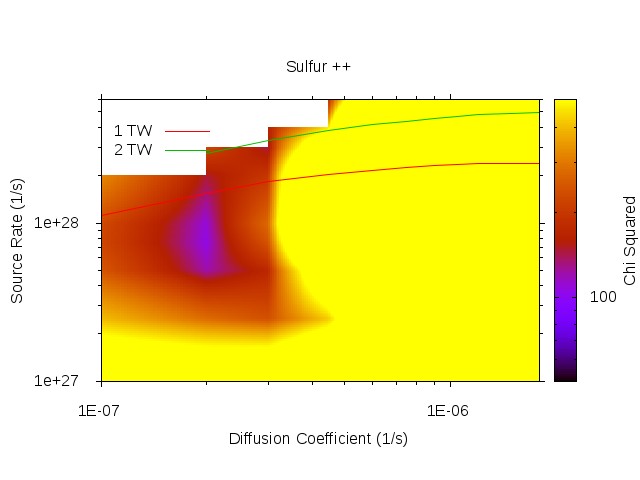 Sulfur ++
1 TW
2 TW
Source Rate (1/s)
1e+28
1e+27
1E-07
1E-06
Diffusion Coefficient (1/s)
100
Chi Squared